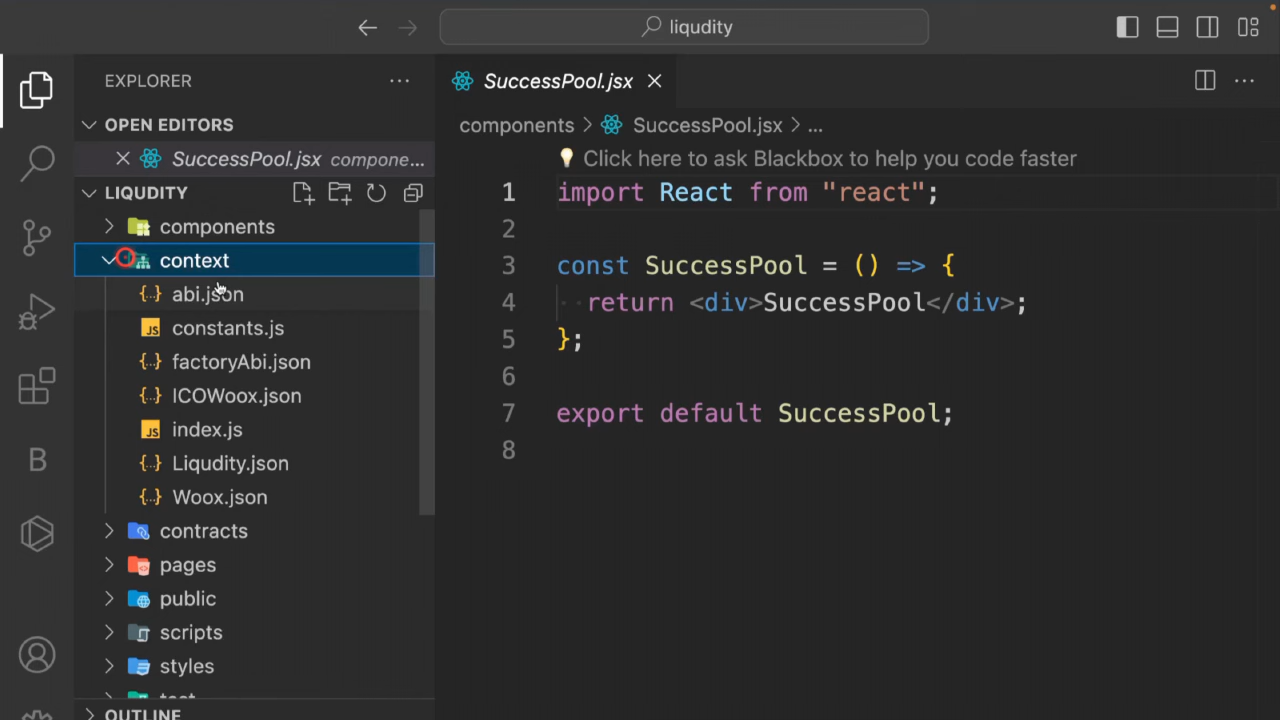 liqudity
EXPLORER
OPEN EDITORS
SuccessPool.jsx compone...
LIQUDITY
components
context
abi.json
constants.js
factoryAbi.json
ICOWoox.json
index.js
Liqudity.json
Woox.json
contracts
pages
public
scripts
styles
test
OUTLINE
SuccessPool.jsx
components > SuccessPool.jsx > ...
Click here to ask Blackbox to help you code faster
1 import React from "react";
2
3 const SuccessPool = () => {
4 return <div>SuccessPool</div>;
5 };
6
7 export default SuccessPool;
8